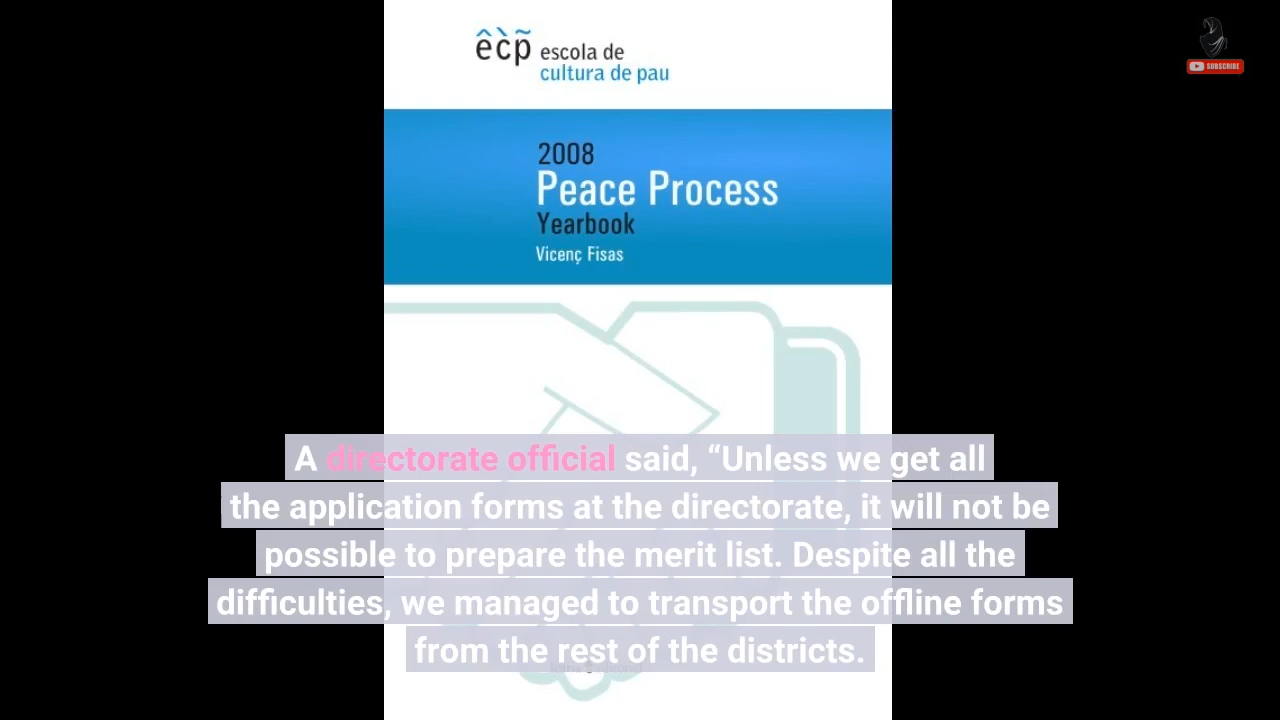 ecp escola de
cultura de pau
SUBSCRIBE
2008
Peace Process
Yearbook
Vicenç Fisas
A directorate official said, “Unless we get all
the application forms at the directorate, it will not be
possible to prepare the merit list. Despite all the
difficulties, we managed to transport the offline forms
from the rest of the districts.